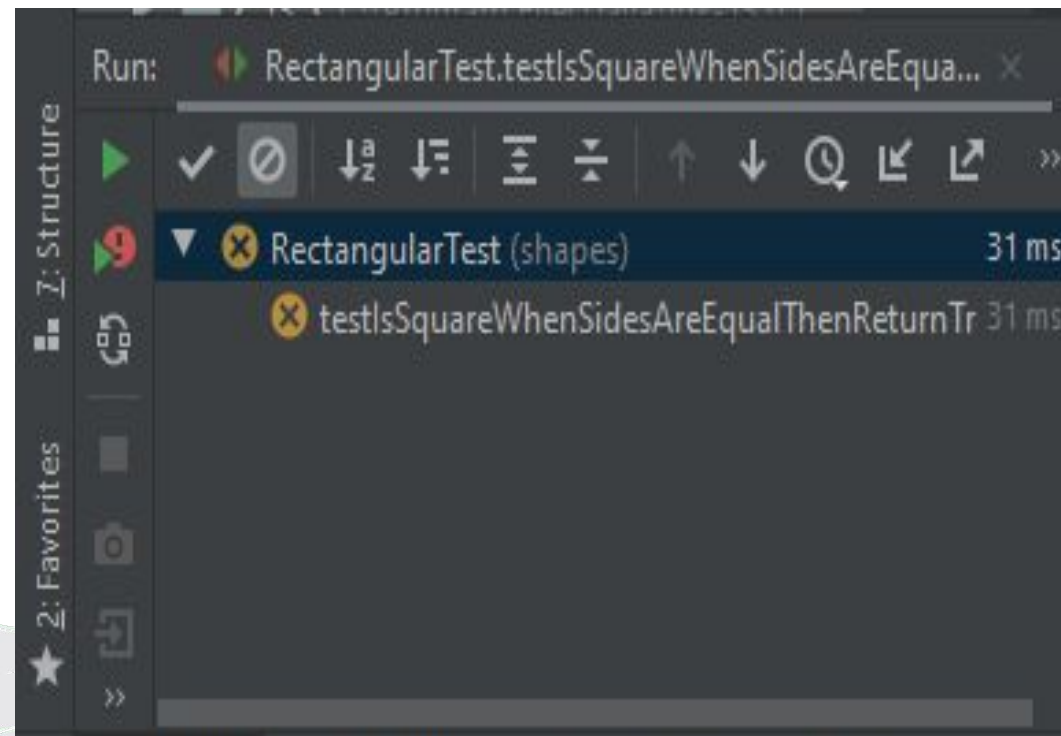 Run: RectangularTest.testIsSquareWhenSidesAreEqua...
RectangularTest (shapes) 31 ms
testIsSquareWhenSidesAreEqualThenReturnTr 31 ms
7: Structure
2: Favorites